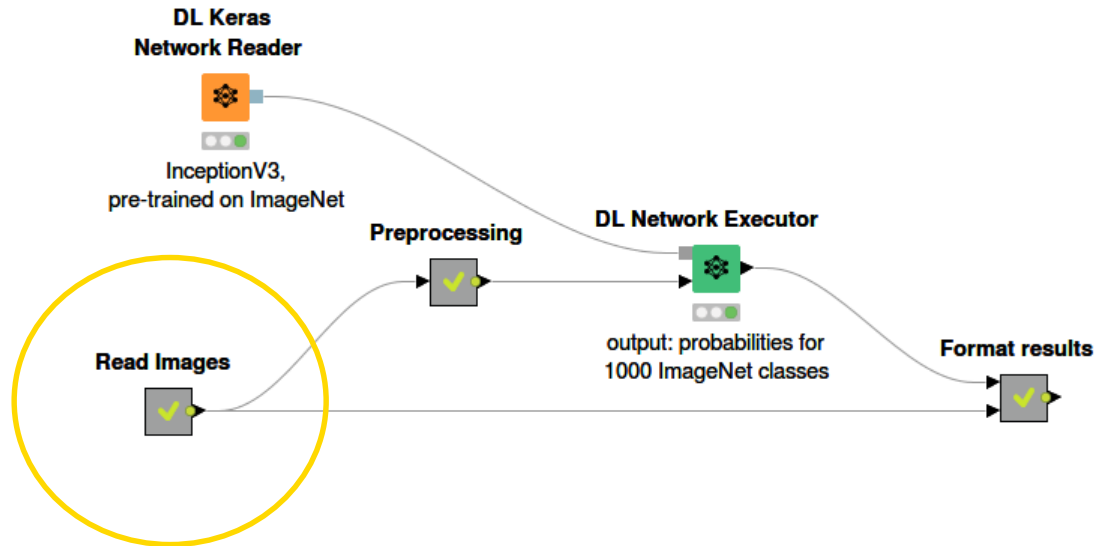 DL Keras
Network Reader
InceptionV3,
pre-trained on ImageNet
Preprocessing
DL Network Executor
output: probabilities for
1000 ImageNet classes
Read Images
Format results